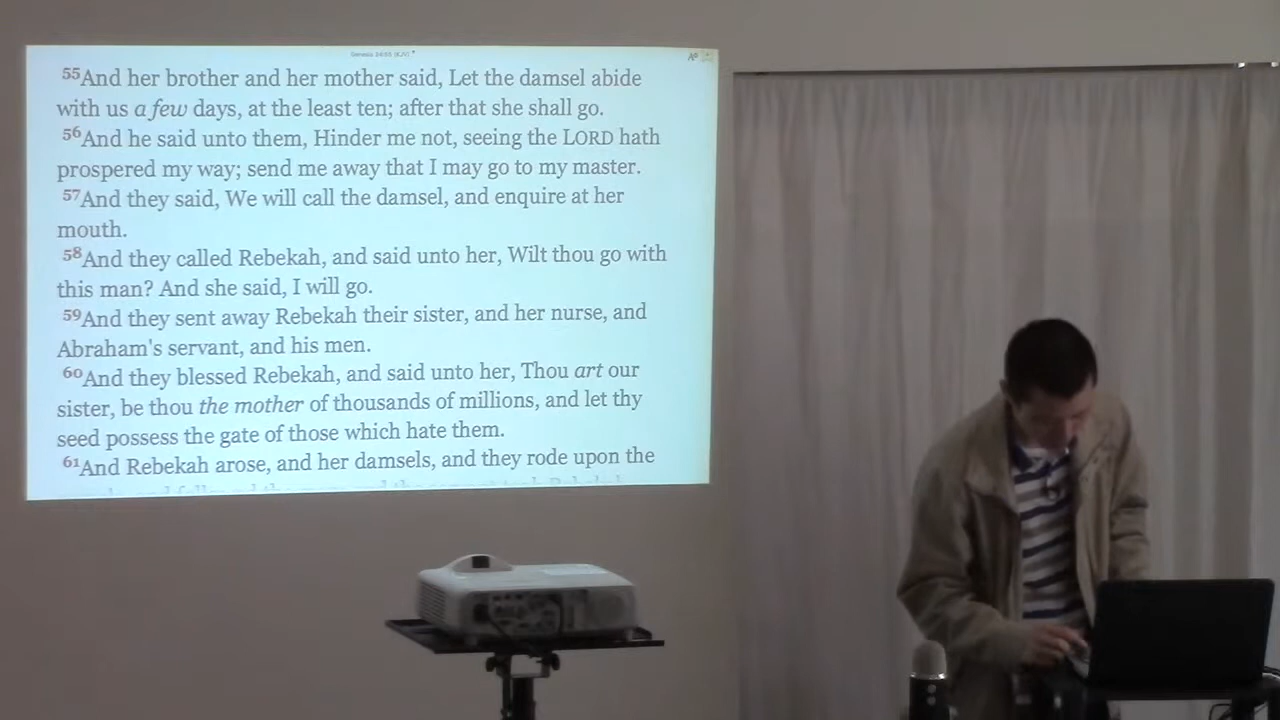 Genesis 24:55 (KJV)
55And her brother and her mother said, Let the damsel abide
with us a few days, at the least ten; after that she shall go.
56And he said unto them, Hinder me not, seeing the LORD hath
prospered my way; send me away that I may go to my master.
57And they said, We will call the damsel, and enquire at her
mouth.
58And they called Rebekah, and said unto her, Wilt thou go with
this man? And she said, I will go.
59And they sent away Rebekah their sister, and her nurse, and
Abraham's servant, and his men.
60And they blessed Rebekah, and said unto her, Thou art our
sister, be thou the mother of thousands of millions, and let thy
seed possess the gate of those which hate them.
61And Rebekah arose, and her damsels, and they rode upon the